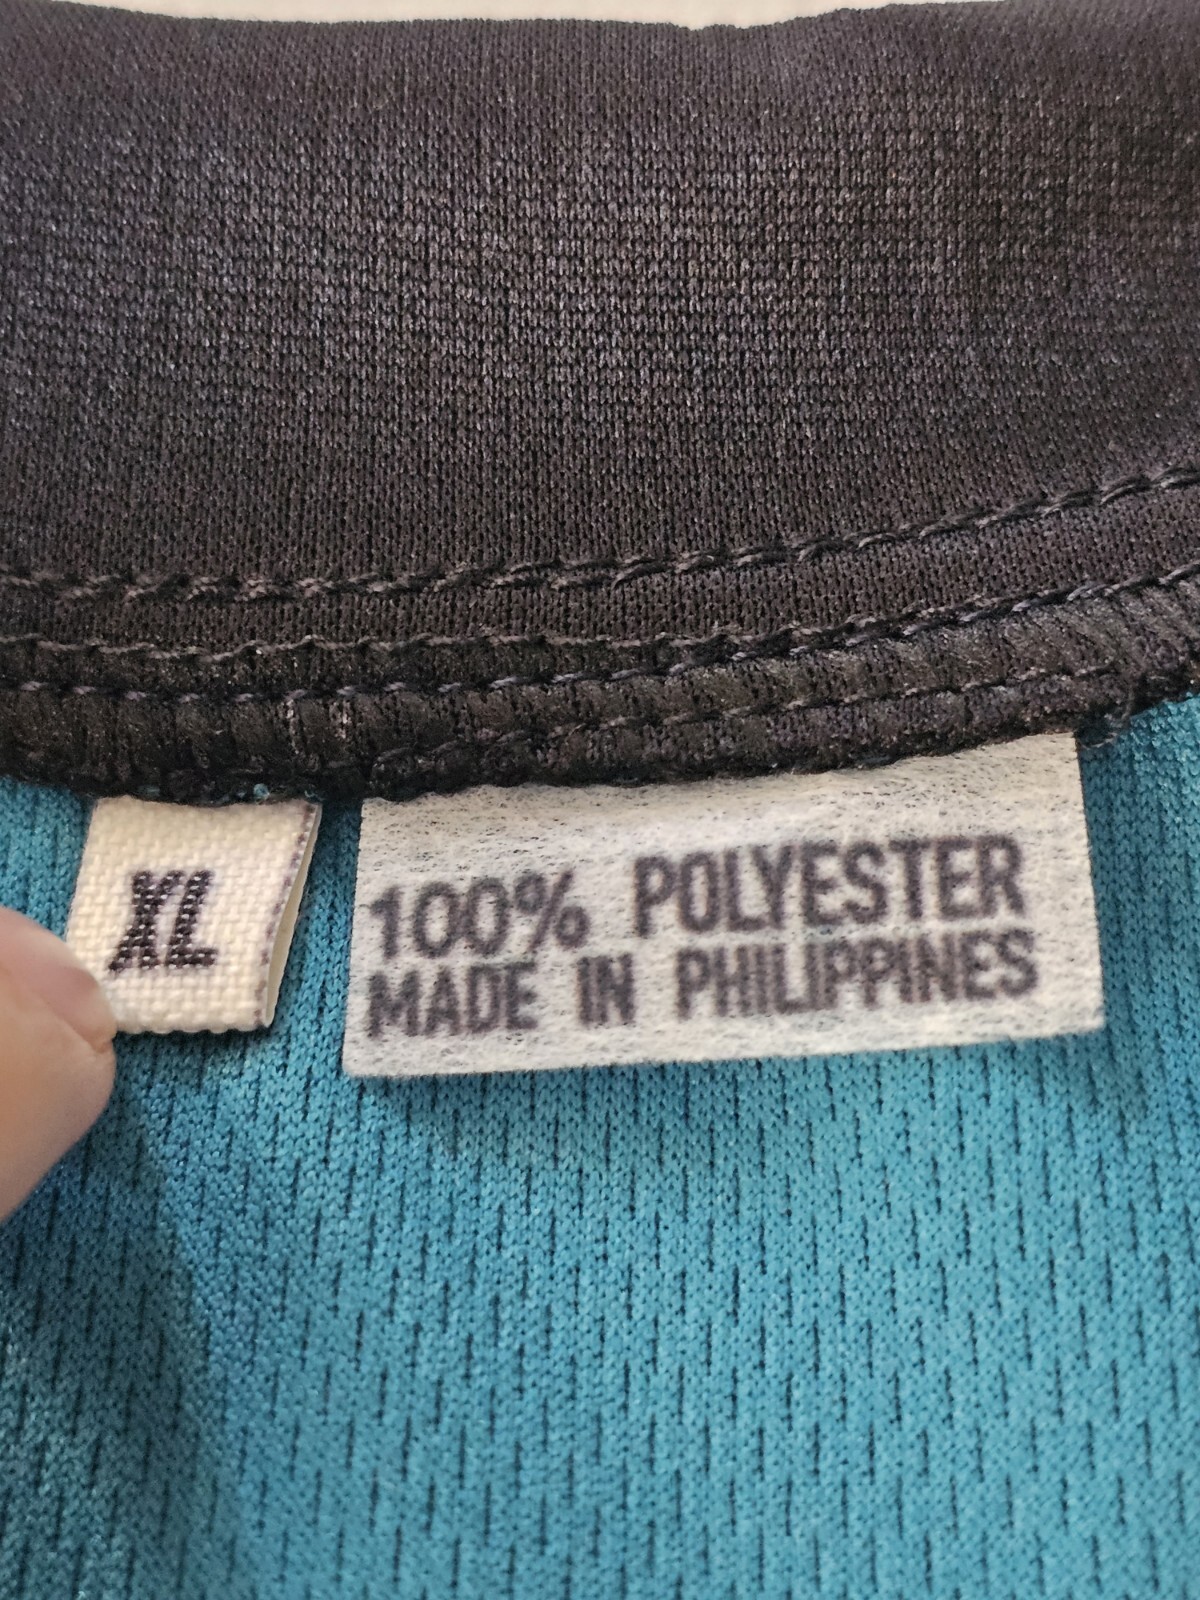 XL
100% POLYESTER
MADE IN PHILIPPINES